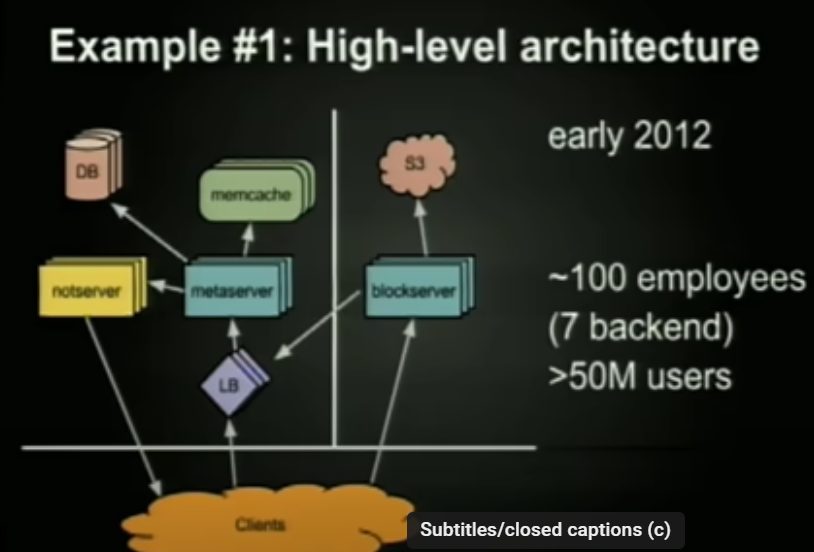 Example #1: High-level architecture
early 2012
DB
S3
memcache
notserver
metaserver
blockserver
~100 employees
(7 backend)
>50M users
LB
Clients
Subtitles/closed captions (c)